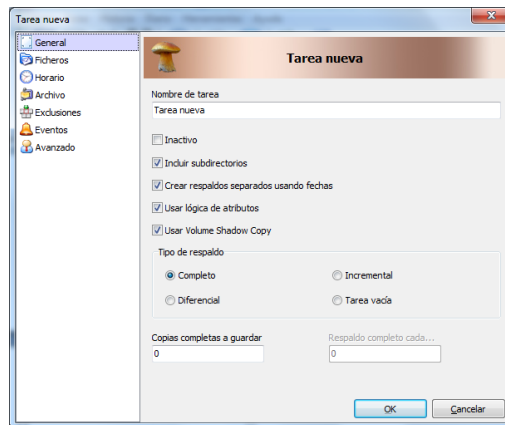 Tarea nueva
General
Ficheros
Horario
Archivo
Exclusiones
Eventos
Avanzado
Tarea nueva
Nombre de tarea
Tarea nueva
Inactivo
Incluir subdirectorios
Crear respaldos separados usando fechas
Usar lógica de atributos
Usar Volume Shadow Copy
Tipo de respaldo
Completo
Incremental
Diferencial
Tarea vacía
Copias completas a guardar
Respaldo completo cada...
0
0
OK
Cancelar